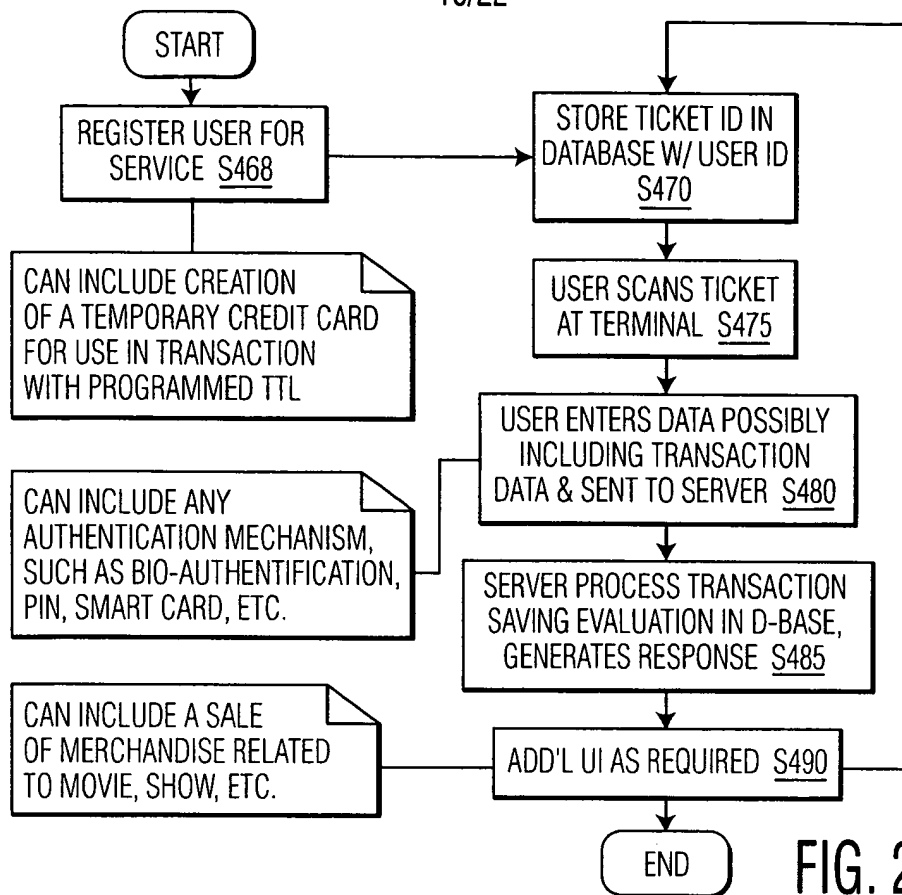 START
REGISTER USER FOR
SERVICE S468
STORE TICKET ID IN
DATABASE W/ USER ID
S470
CAN INCLUDE CREATION
OF A TEMPORARY CREDIT CARD
FOR USE IN TRANSACTION
WITH PROGRAMMED TTL
USER SCANS TICKET
AT TERMINAL S475
USER ENTERS DATA POSSIBLY
INCLUDING TRANSACTION
DATA & SENT TO SERVER S480
CAN INCLUDE ANY
AUTHENTICATION MECHANISM,
SUCH AS BIO-AUTHENTIFICATION,
PIN, SMART CARD, ETC.
SERVER PROCESS TRANSACTION
SAVING EVALUATION IN D-BASE,
GENERATES RESPONSE S485
CAN INCLUDE A SALE
OF MERCHANDISE RELATED
TO MOVIE, SHOW, ETC.
ADD'L UI AS REQUIRED S490
END
FIG. 2